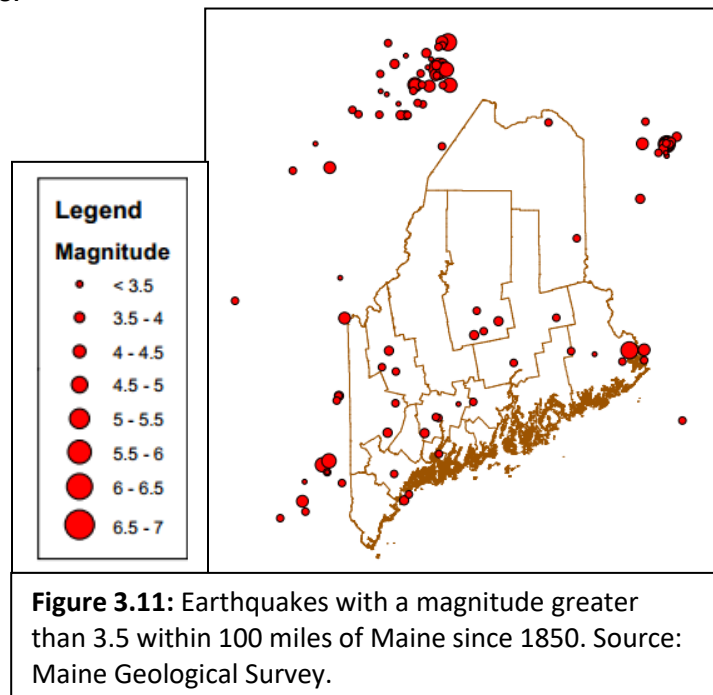 Legend
Magnitude
< 3.5
3.5 - 4
4 - 4.5
4.5 - 5
5 - 5.5
5.5 - 6
6 - 6.5
6.5 - 7
Figure 3.11: Earthquakes with a magnitude greater
than 3.5 within 100 miles of Maine since 1850. Source:
Maine Geological Survey.